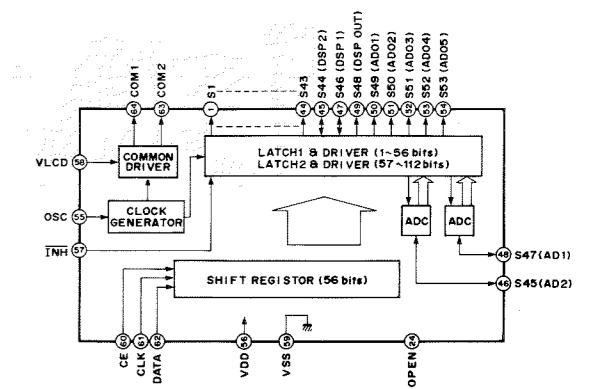 COM1
COM2
S1
S43
S44 (DSP2)
S46 (DSP1)
S48 (DSP OUT)
S49 (ADO1)
S50 (ADO2)
S51 (ADO3)
S52 (ADO4)
S53 (ADO5)
64
63
1
44
45
47
49
50
51
52
53
54
VLCD
58
COMMON
DRIVER
LATCH1 & DRIVER (1~56 bits)
LATCH2 & DRIVER (57~112 bits)
OSC
55
CLOCK
GENERATOR
ADC
ADC
INH
57
48
S47(AD1)
46
S45(AD2)
SHIFT REGISTOR (56 bits)
60
61
62
56
59
24
CE
CLK
DATA
VDD
VSS
OPEN